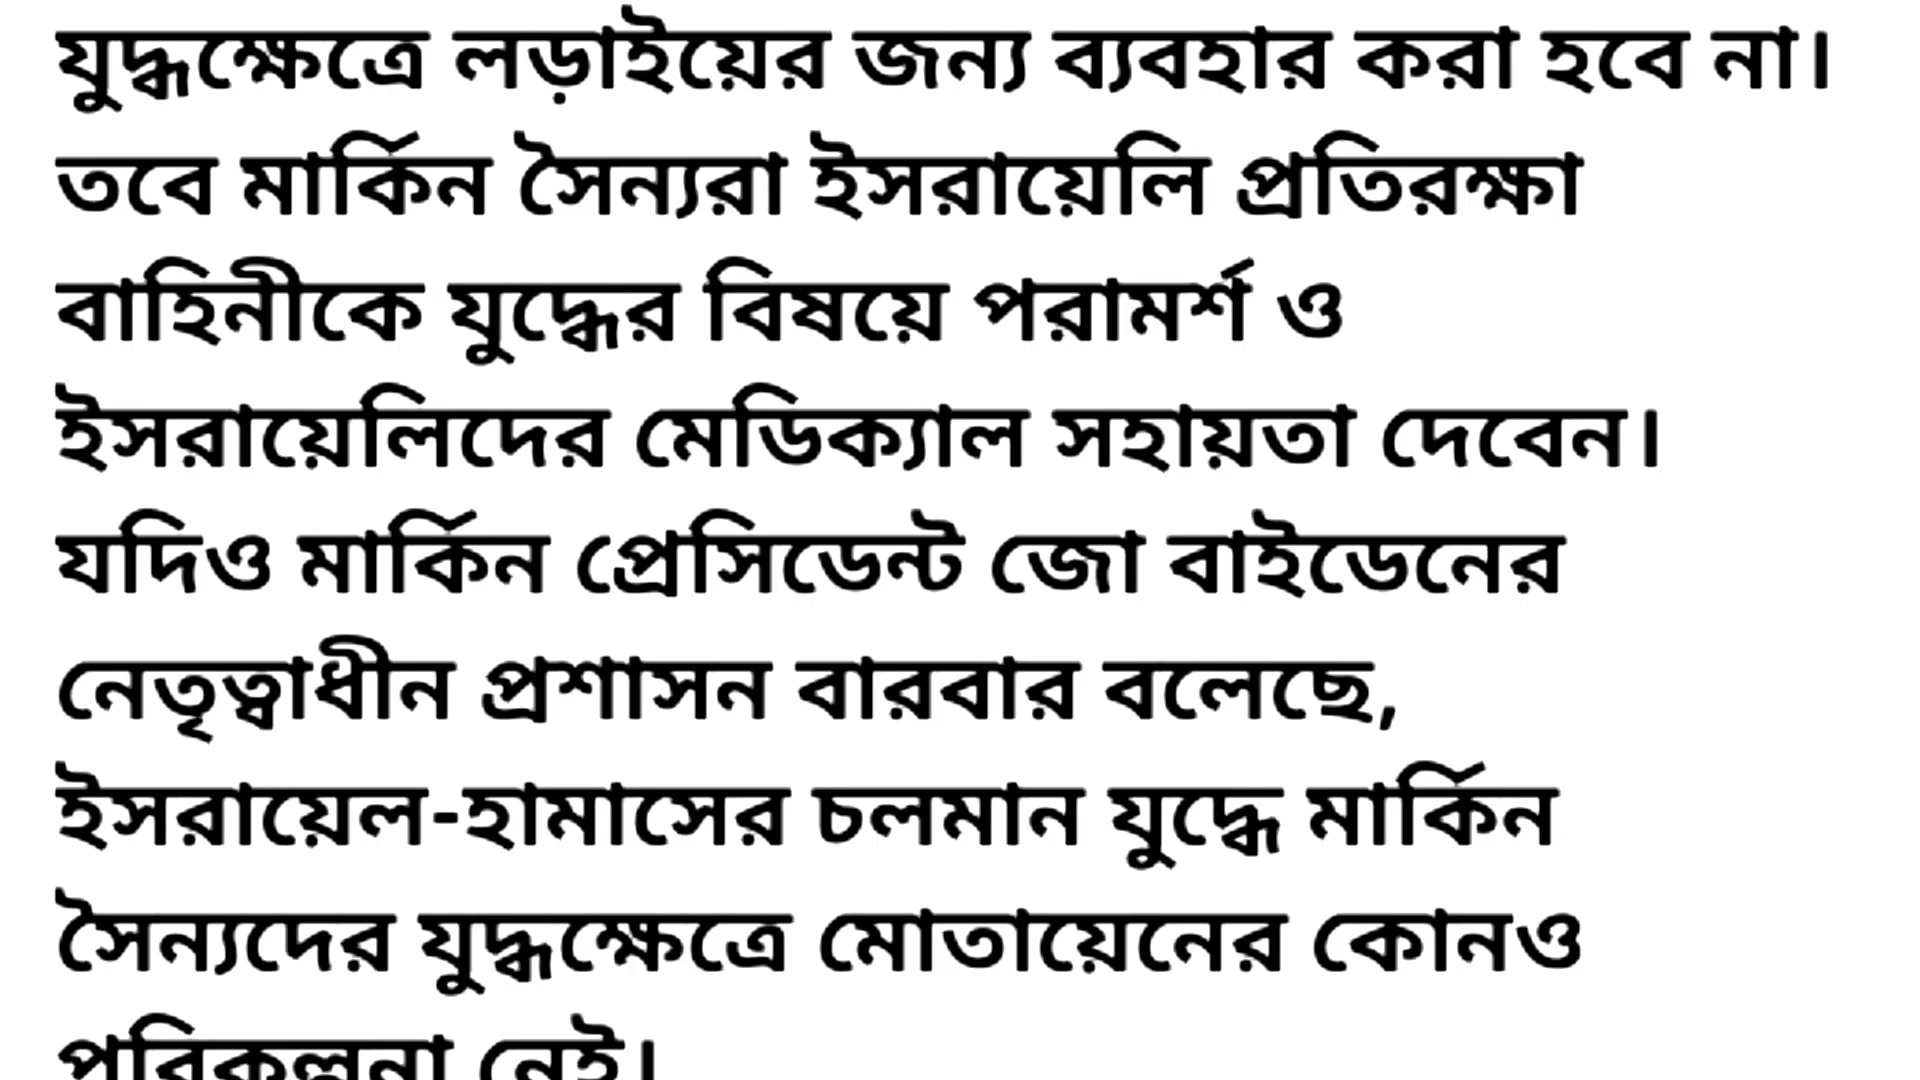 যুদ্ধক্ষেত্রে লড়াইয়ের জন্য ব্যবহার করা হবে না।
তবে মার্কিন সৈন্যরা ইসরায়েলি প্রতিরক্ষা
বাহিনীকে যুদ্ধের বিষয়ে পরামর্শ ও
ইসরায়েলিদের মেডিক্যাল সহায়তা দেবেন।
যদিও মার্কিন প্রেসিডেন্ট জো বাইডেনের
নেতৃত্বাধীন প্রশাসন বারবার বলেছে,
ইসরায়েল-হামাসের চলমান যুদ্ধে মার্কিন
সৈন্যদের যুদ্ধক্ষেত্রে মোতায়েনের কোনও
পরিকল্পনা নেই।